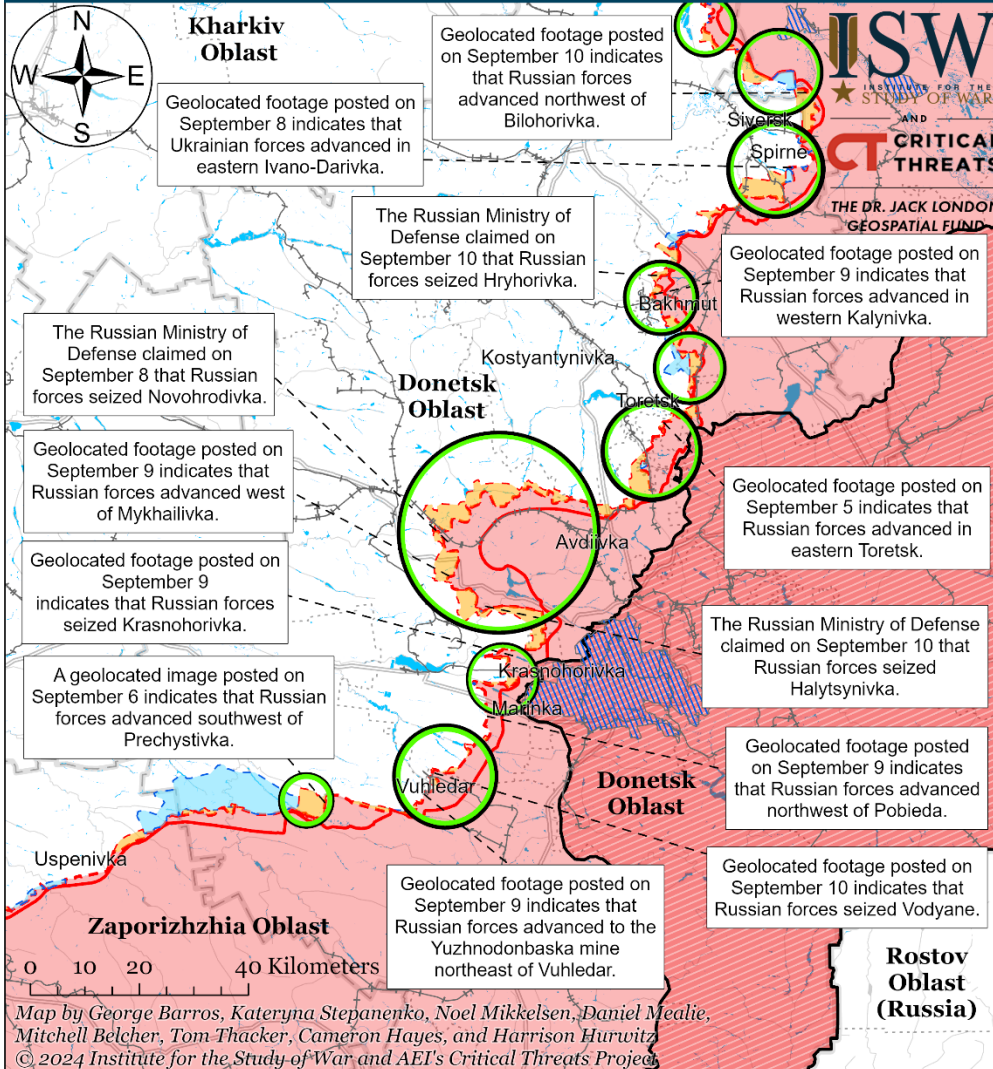 N
W
E
S
Kharkiv
Oblast
Geolocated footage posted
on September 10 indicates
that Russian forces
advanced northwest of
Bilohorivka.
ISW
INSTITUTE FOR THE
STUDY OF WAR
AND
CT CRITICAL
THREATS
THE DR. JACK LONDON
GEOSPATIAL FUND
Geolocated footage posted on
September 8 indicates that
Ukrainian forces advanced in
eastern Ivano-Darivka.
Siversk
Spirne
The Russian Ministry of
Defense claimed on
September 10 that Russian
forces seized Hryhorivka.
Geolocated footage posted on
September 9 indicates that
Russian forces advanced in
western Kalynivka.
Bakhmut
The Russian Ministry of
Defense claimed on
September 8 that Russian
forces seized Novohrodivka.
Kostyantynivka
Donetsk
Oblast
Toretsk
Geolocated footage posted on
September 9 indicates that
Russian forces advanced west
of Mykhailivka.
Geolocated footage posted on
September 5 indicates that
Russian forces advanced in
eastern Toretsk.
Avdiivka
Geolocated footage posted on
September 9
indicates that Russian forces
seized Krasnohorivka.
The Russian Ministry of Defense
claimed on September 10 that
Russian forces seized
Halytsynivka.
Krasnohorivka
Marinka
A geolocated image posted on
September 6 indicates that Russian
forces advanced southwest of
Prechystivka.
Geolocated footage posted
on September 9 indicates
that Russian forces advanced
northwest of Pobieda.
Donetsk
Oblast
Vuhledar
Uspenivka
Geolocated footage posted on
September 10 indicates that
Russian forces seized Vodyane.
Geolocated footage posted on
September 9 indicates that
Russian forces advanced to the
Yuzhnodonbaska mine
northeast of Vuhledar.
Zaporizhzhia Oblast
0 10 20 40 Kilometers
Rostov
Oblast
(Russia)
Map by George Barros, Kateryna Stepanenko, Noel Mikkelsen, Daniel Mealie,
Mitchell Belcher, Tom Thacker, Cameron Hayes, and Harrison Hurwitz
© 2024 Institute for the Study of War and AEI's Critical Threats Project